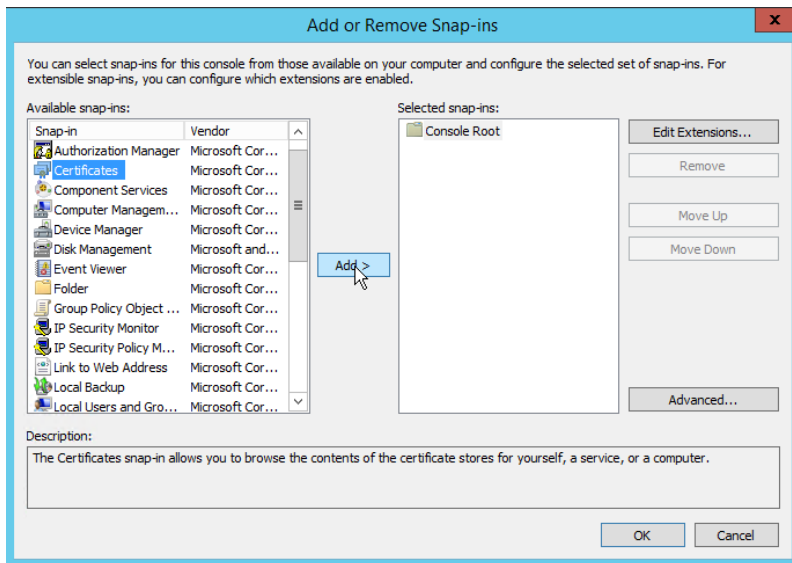 Add or Remove Snap-ins
x
You can select snap-ins for this console from those available on your computer and configure the selected set of snap-ins. For
extensible snap-ins, you can configure which extensions are enabled.
Available snap-ins:
Snap-in Vendor
Authorization Manager Microsoft Cor...
Certificates Microsoft Cor...
Component Services Microsoft Cor...
Computer Managem... Microsoft Cor...
Device Manager Microsoft Cor...
Disk Management Microsoft and...
Event Viewer Microsoft Cor...
Folder Microsoft Cor...
Group Policy Object ... Microsoft Cor...
IP Security Monitor Microsoft Cor...
IP Security Policy M... Microsoft Cor...
Link to Web Address Microsoft Cor...
Local Backup Microsoft Cor...
Local Users and Gro... Microsoft Cor...
Add >
Selected snap-ins:
Console Root
Edit Extensions...
Remove
Move Up
Move Down
Advanced...
Description:
The Certificates snap-in allows you to browse the contents of the certificate stores for yourself, a service, or a computer.
OK
Cancel